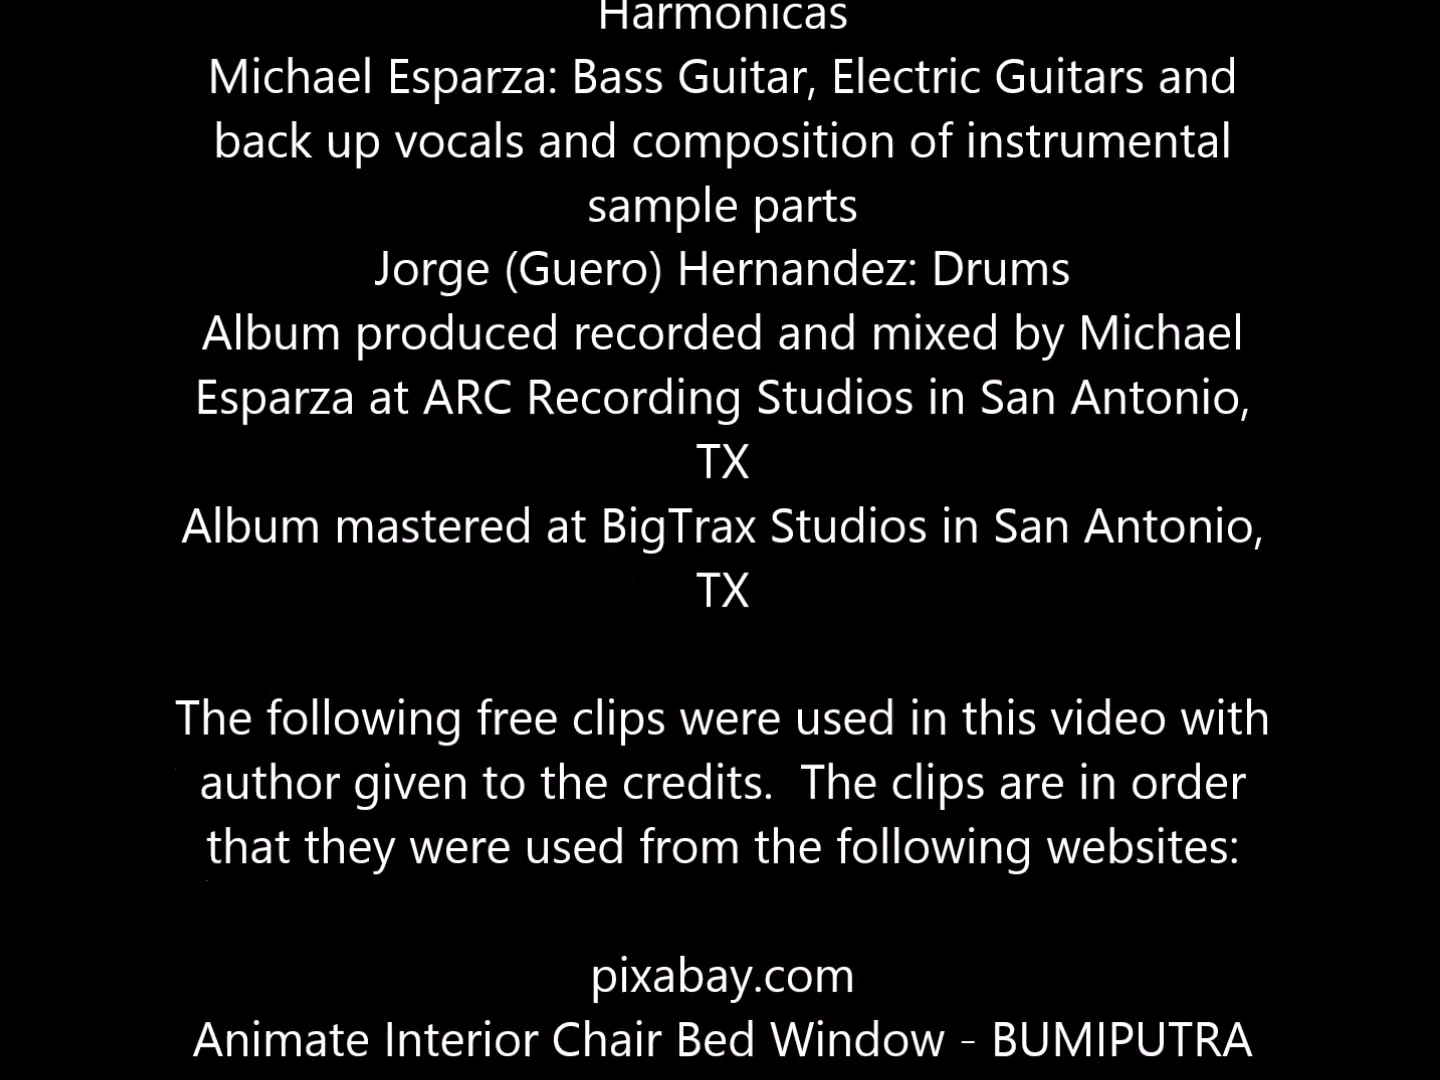 Harmonicas
Michael Esparza: Bass Guitar, Electric Guitars and
back up vocals and composition of instrumental
sample parts
Jorge (Guero) Hernandez: Drums
Album produced recorded and mixed by Michael
Esparza at ARC Recording Studios in San Antonio,
TX
Album mastered at BigTrax Studios in San Antonio,
TX
The following free clips were used in this video with
author given to the credits.  The clips are in order
that they were used from the following websites:
pixabay.com
Animate Interior Chair Bed Window - BUMIPUTRA